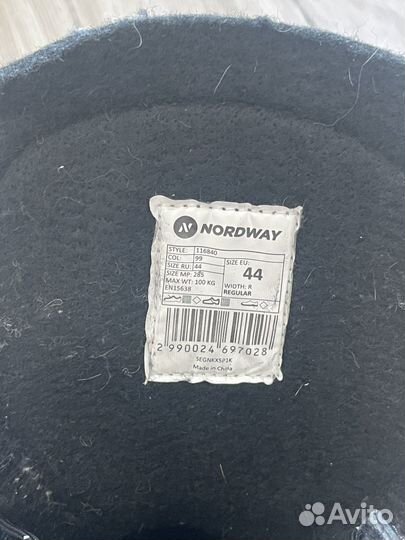 NORDWAY
STYLE: 116840
COL: 99
SIZE RU: 44
SIZE MP: 285
MAX WT: 100 KG
EN15638
SIZE EU:
44
WIDTH: R
REGULAR
2 990024 697028
SEGNKXSP1K
Made in China
Avito